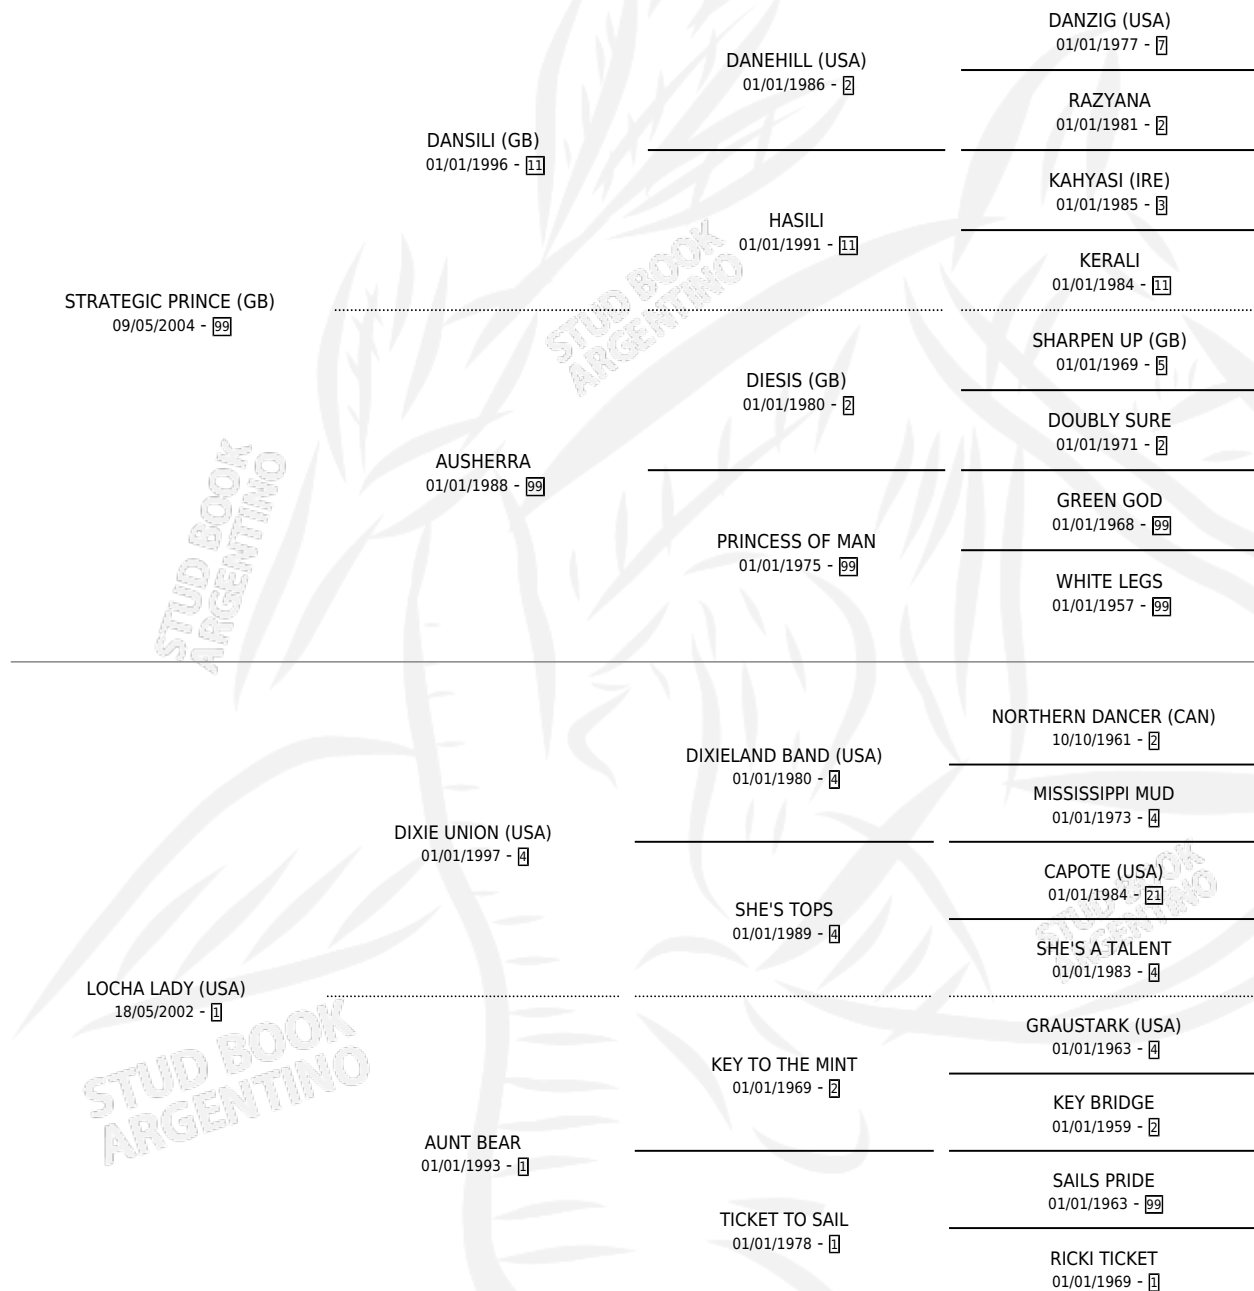 DANZIG (USA)
01/01/1977 - 7
DANEHILL (USA)
01/01/1986 - 2
RAZYANA
01/01/1981 - 2
DANSILI (GB)
01/01/1996 - 11
KAHYASI (IRE)
01/01/1985 - 3
HASILI
01/01/1991 - 11
KERALI
01/01/1984 - 11
STRATEGIC PRINCE (GB)
09/05/2004 - 99
SHARPEN UP (GB)
01/01/1969 - 5
DIESIS (GB)
01/01/1980 - 2
DOUBLY SURE
01/01/1971 - 2
AUSHERRA
01/01/1988 - 99
GREEN GOD
01/01/1968 - 99
PRINCESS OF MAN
01/01/1975 - 99
WHITE LEGS
01/01/1957 - 99
STUD BOOK
ARGENTINO
STUD BOOK
ARGENTINO
NORTHERN DANCER (CAN)
10/10/1961 - 2
DIXIELAND BAND (USA)
01/01/1980 - 4
MISSISSIPPI MUD
01/01/1973 - 4
DIXIE UNION (USA)
01/01/1997 - 4
CAPOTE (USA)
01/01/1984 - 21
SHE'S TOPS
01/01/1989 - 4
SHE'S A TALENT
01/01/1983 - 4
LOCHA LADY (USA)
18/05/2002 - 1
GRAUSTARK (USA)
01/01/1963 - 4
KEY TO THE MINT
01/01/1969 - 2
KEY BRIDGE
01/01/1959 - 2
AUNT BEAR
01/01/1993 - 1
SAILS PRIDE
01/01/1963 - 99
TICKET TO SAIL
01/01/1978 - 1
RICKI TICKET
01/01/1969 - 1
STUD BOOK
ARGENTINO
STUD BOOK
ARGENTINO